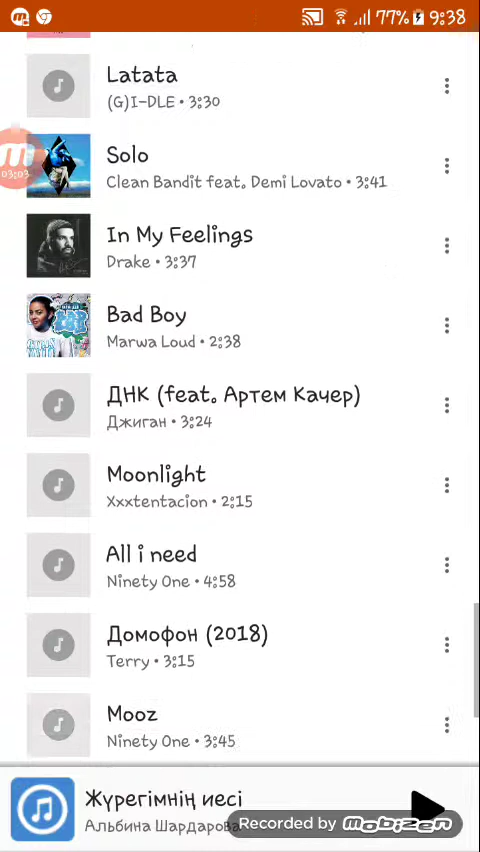 77% 9:38
Latata
(G)I-DLE • 3:30
03:03
Solo
Clean Bandit feat. Demi Lovato • 3:41
In My Feelings
Drake • 3:37
Bad Boy
Marwa Loud • 2:38
ДНК (feat. Артем Качер)
Джиган • 3:24
Moonlight
Xxxtentacion • 2:15
All i need
Ninety One • 4:58
Домофон (2018)
Terry • 3:15
Mooz
Ninety One • 3:45
Жүрегімнің иесі
Альбина Шардарова
Recorded by Mobizen